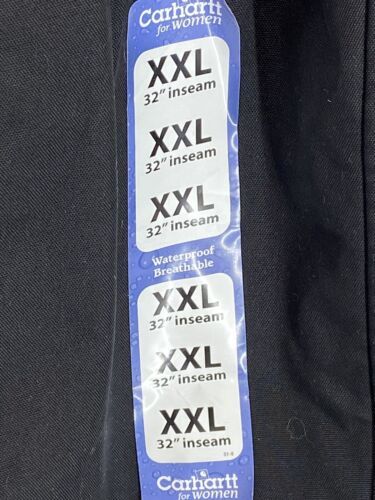 Carhartt
for Women
XXL
32" inseam
XXL
32" inseam
XXL
32" inseam
Waterproof
Breathable
XXL
32" inseam
XXL
32" inseam
XXL
32" inseam
Carhartt
for Women